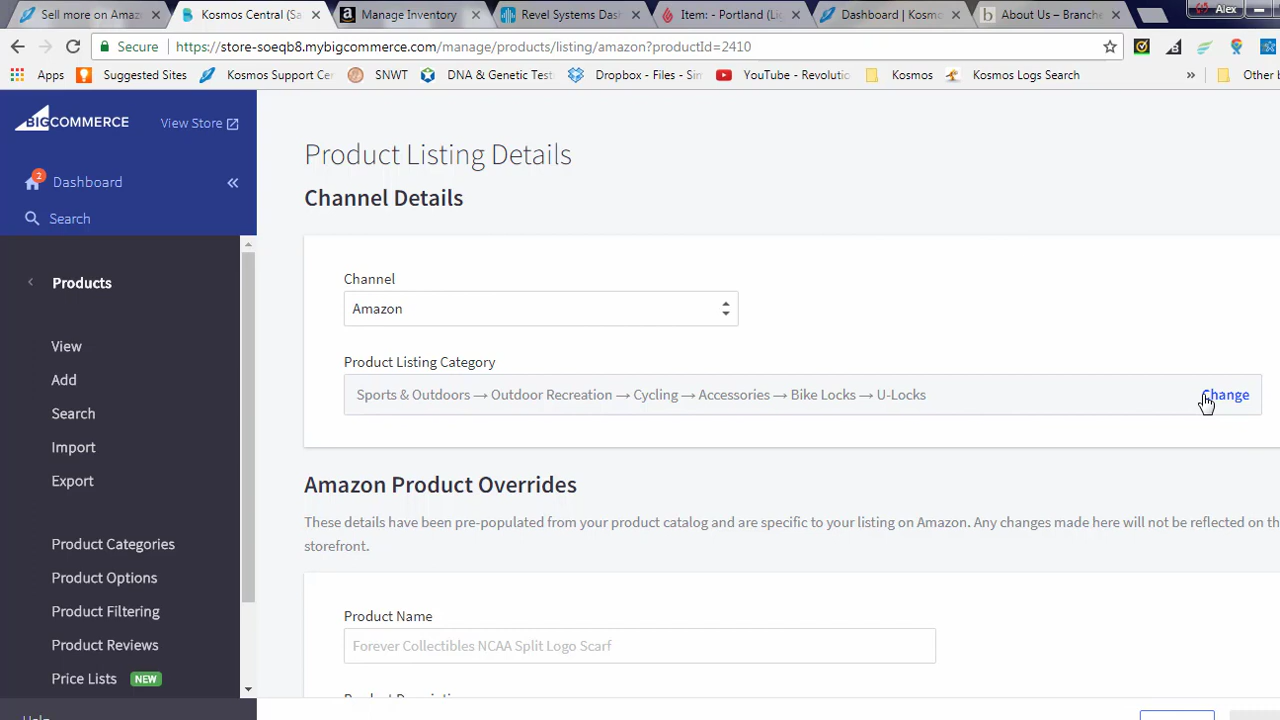 Sell more on Amaz
Kosmos Central (Sa
Manage Inventory
Revelsystems Das
Item: - Portland (Li
Dashboard | Kosmo
About Us – Branche
Alex
Secure
https://store-soeqb8.mybigcommerce.com/manage/products/listing/amazon?productId=2410
Apps
Suggested Sites
Kosmos Support Ce
SNWT
DNA & Genetic Test
Dropbox - Files - Sim
YouTube - Revolutio
Kosmos
Kosmos Logs Search
»
Other b
BIGCOMMERCE
View Store
2
Dashboard
Search
Products
View
Add
Search
Import
Export
Product Categories
Product Options
Product Filtering
Product Reviews
Price Lists NEW
Product Listing Details
Channel Details
Channel
Amazon
Product Listing Category
Sports & Outdoors → Outdoor Recreation → Cycling → Accessories → Bike Locks → U-Locks
Change
Amazon Product Overrides
These details have been pre-populated from your product catalog and are specific to your listing on Amazon. Any changes made here will not be reflected on th
storefront.
Product Name
Forever Collectibles NCAA Split Logo Scarf